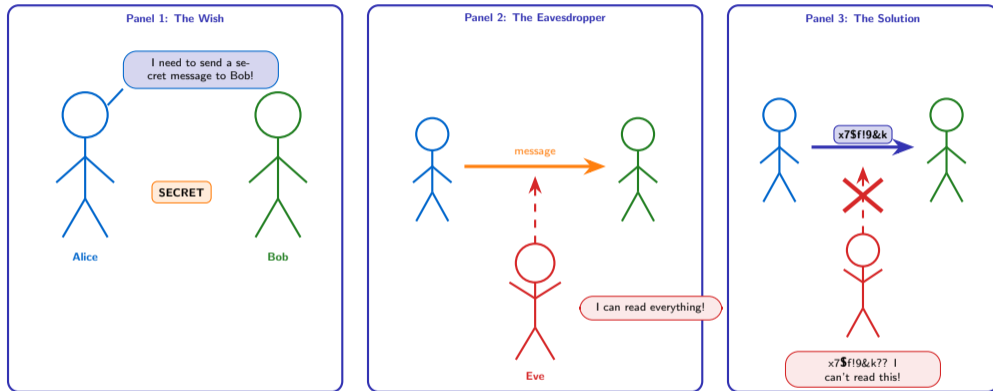 Panel 1: The Wish
I need to send a se-
cret message to Bob!
SECRET
Alice
Bob
Panel 2: The Eavesdropper
message
I can read everything!
Eve
Panel 3: The Solution
x7$f!9&k
x7$f!9&k?? I
can't read this!